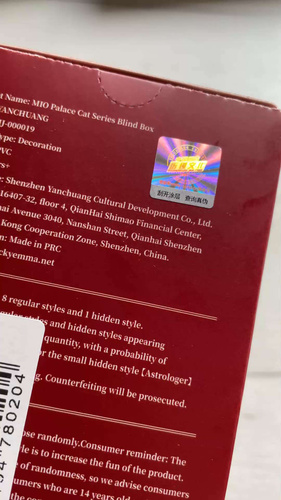 t Name: MIO Palace Cat Series Blind Box
YANCHUANG
IJ-000019
ype: Decoration
VC
rs+
: Shenzhen Yanchuang Cultural Development Co., Ltd.
16407-32, floor 4, QianHai Shimao Financial Center,
hai Avenue 3040, Nanshan Street, Qianhai Shenzhen
Kong Cooperation Zone, Shenzhen, China.
n: Made in PRC
ckyemma.net
刮开涂层 查询真伪
8 regular styles and 1 hidden style.
styles and hidden styles appearing
quantity, with a probability of
or the small hidden style【Astrologer】
g. Counterfeiting will be prosecuted.
ose randomly.Consumer reminder: The
le is to increase the fun of the product.
of randomness, so we advise consumers
umers who are 14 years old
54780204